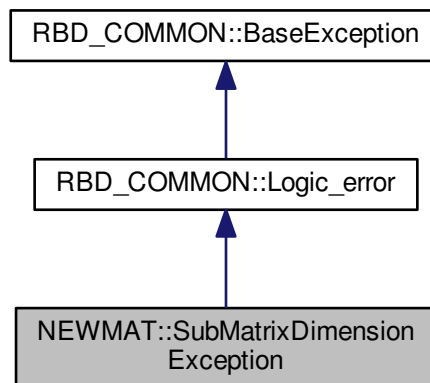 RBD_COMMON::BaseException
RBD_COMMON::Logic_error
NEWMAT::SubMatrixDimension
Exception